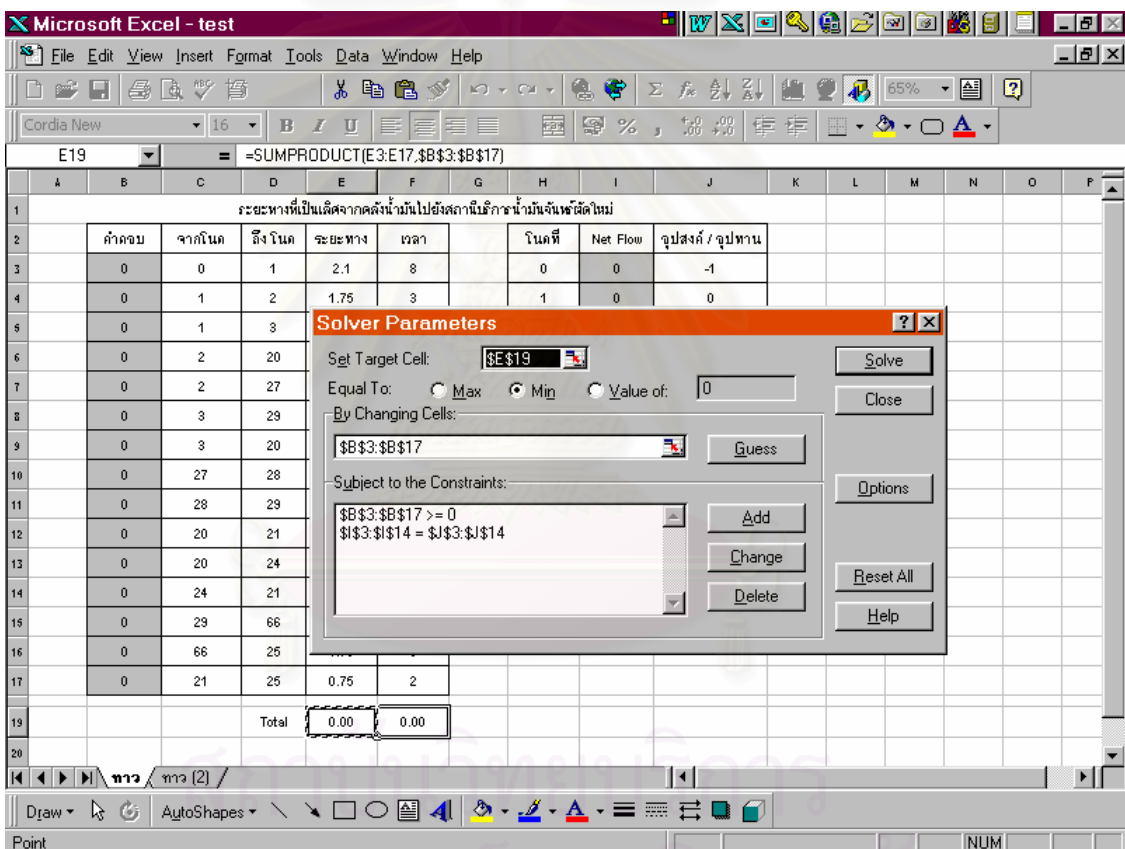 Microsoft Excel - test
File Edit View Insert Format Tools Data Window Help
65%
Cordia New 16 B I U
E19 = =SUMPRODUCT(E3:E17,$B$3:$B$17)
A B C D E F G H I J K L M N O P
1 ระยะทางที่เป็นเลิศจากคลังน้ำมันไปยังสถานีบริการน้ำมันจันทร์ตัดใหม่
2 คำตอบ จากโนด ถึงโนด ระยะทาง เวลา โนดที่ Net Flow อุปสงค์ / อุปทาน
3 0 0 1 2.1 8 0 0 -1
4 0 1 2 1.75 3 1 0 0
5 0 1 3
6 0 2 20
7 0 2 27
8 0 3 29
9 0 3 20
10 0 27 28
11 0 28 29
12 0 20 21
13 0 20 24
14 0 24 21
15 0 29 66
16 0 66 25
17 0 21 25 0.75 2
19 Total 0.00 0.00
20
Solver Parameters
Set Target Cell: $E$19 Solve
Equal To: Max Min Value of: 0 Close
By Changing Cells:
$B$3:$B$17 Guess
Subject to the Constraints: Options
$B$3:$B$17 >= 0 Add
$I$3:$I$14 = $J$3:$J$14
Change
Reset All
Delete
Help
ทาว ทาว (2)
Draw AutoShapes
Point NUM